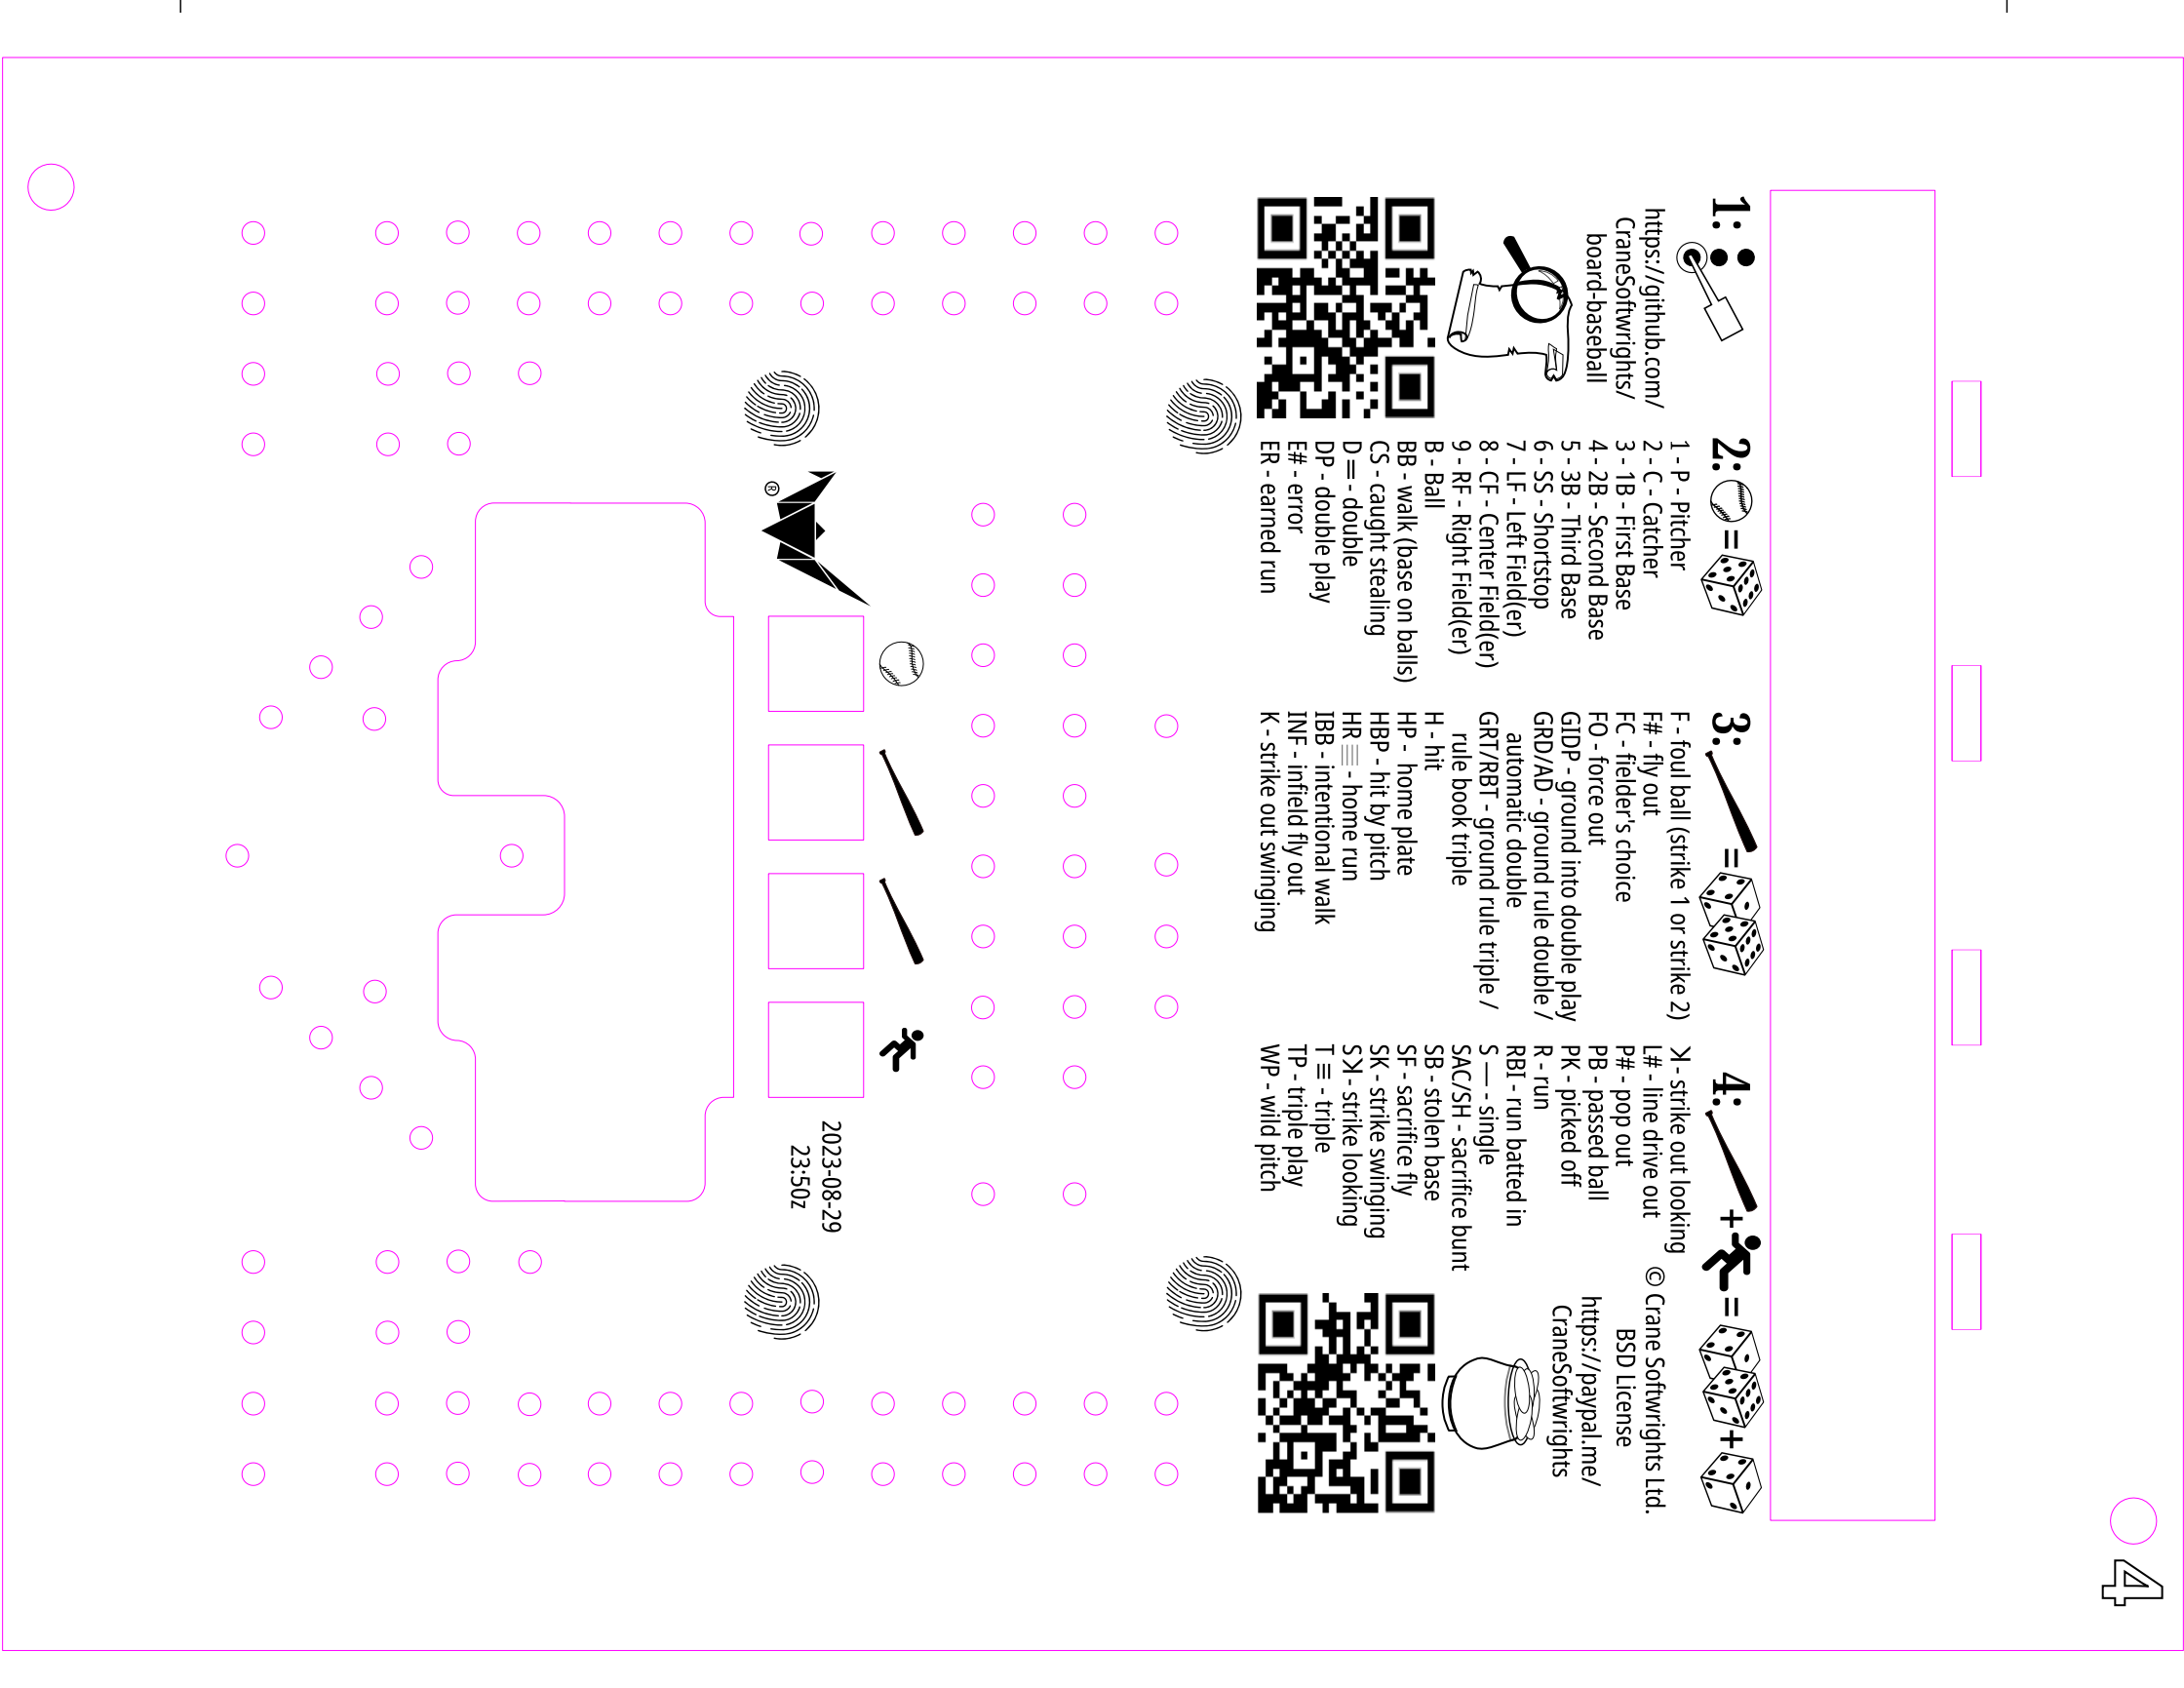 1:
https://github.com/
CraneSoftwrights/
board-baseball
2: =
1 - P - Pitcher
2 - C - Catcher
3 - 1B - First Base
4 - 2B - Second Base
5 - 3B - Third Base
6 - SS - Shortstop
7 - LF - Left Field(er)
8 - CF - Center Field(er)
9 - RF - Right Field(er)
B - Ball
BB - walk (base on balls)
CS - caught stealing
D = - double
DP - double play
E# - error
ER - earned run
3: =
F - foul ball (strike 1 or strike 2)
F# - fly out
FC - fielder's choice
FO - force out
GIDP - ground into double play
GRD/AD - ground rule double /
automatic double
GRT/RBT - ground rule triple /
rule book triple
H - hit
HP - home plate
HBP - hit by pitch
HR 𝄘 - home run
IBB - intentional walk
INF - infield fly out
K - strike out swinging
4: + = +
ꓘ - strike out looking
L# - line drive out
P# - pop out
PB - passed ball
PK - picked off
R - run
RBI - run batted in
S — - single
SAC/SH - sacrifice bunt
SB - stolen base
SF - sacrifice fly
SK - strike swinging
SꓘI - strike looking
T ≡ - triple
TP - triple play
WP - wild pitch
© Crane Softwrights Ltd.
BSD License
https://paypal.me/
CraneSoftwrights
®
2023-08-29
23:50z
4